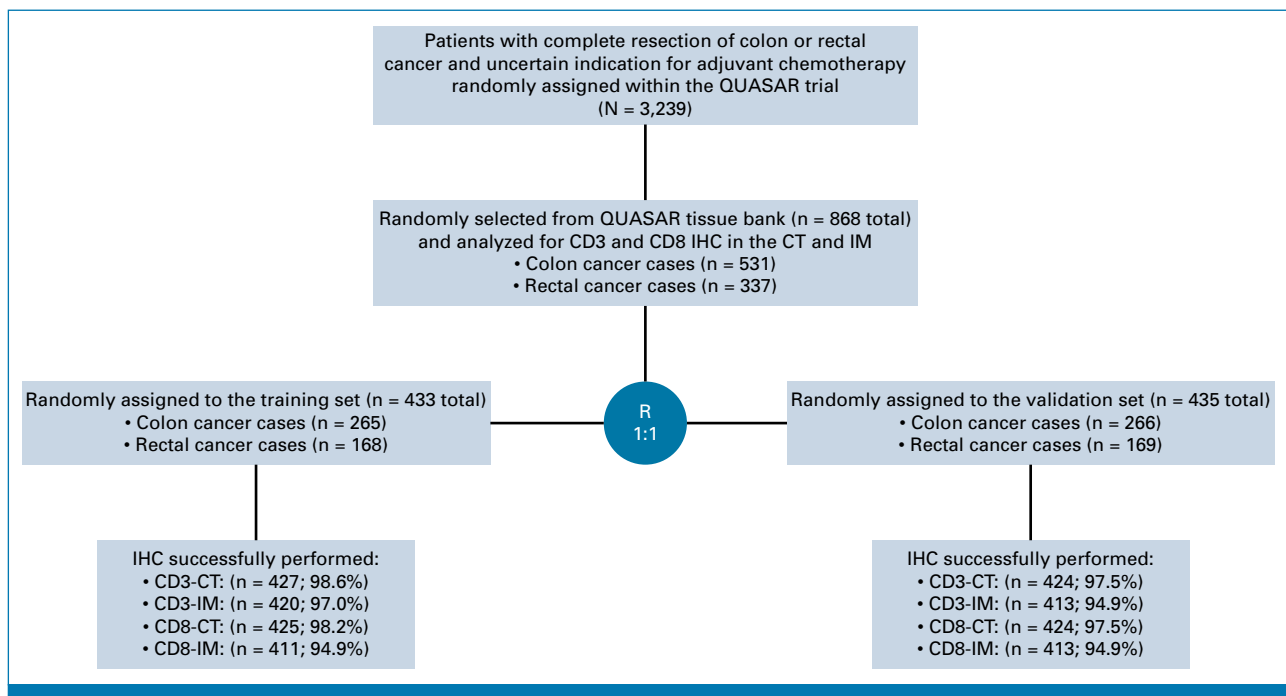 Patients with complete resection of colon or rectal
cancer and uncertain indication for adjuvant chemotherapy
randomly assigned within the QUASAR trial
(N = 3,239)
Randomly selected from QUASAR tissue bank (n = 868 total)
and analyzed for CD3 and CD8 IHC in the CT and IM
• Colon cancer cases (n = 531)
• Rectal cancer cases (n = 337)
R
1:1
Randomly assigned to the training set (n = 433 total)
• Colon cancer cases (n = 265)
• Rectal cancer cases (n = 168)
Randomly assigned to the validation set (n = 435 total)
• Colon cancer cases (n = 266)
• Rectal cancer cases (n = 169)
IHC successfully performed:
• CD3-CT: (n = 427; 98.6%)
• CD3-IM: (n = 420; 97.0%)
• CD8-CT: (n = 425; 98.2%)
• CD8-IM: (n = 411; 94.9%)
IHC successfully performed:
• CD3-CT: (n = 424; 97.5%)
• CD3-IM: (n = 413; 94.9%)
• CD8-CT: (n = 424; 97.5%)
• CD8-IM: (n = 413; 94.9%)